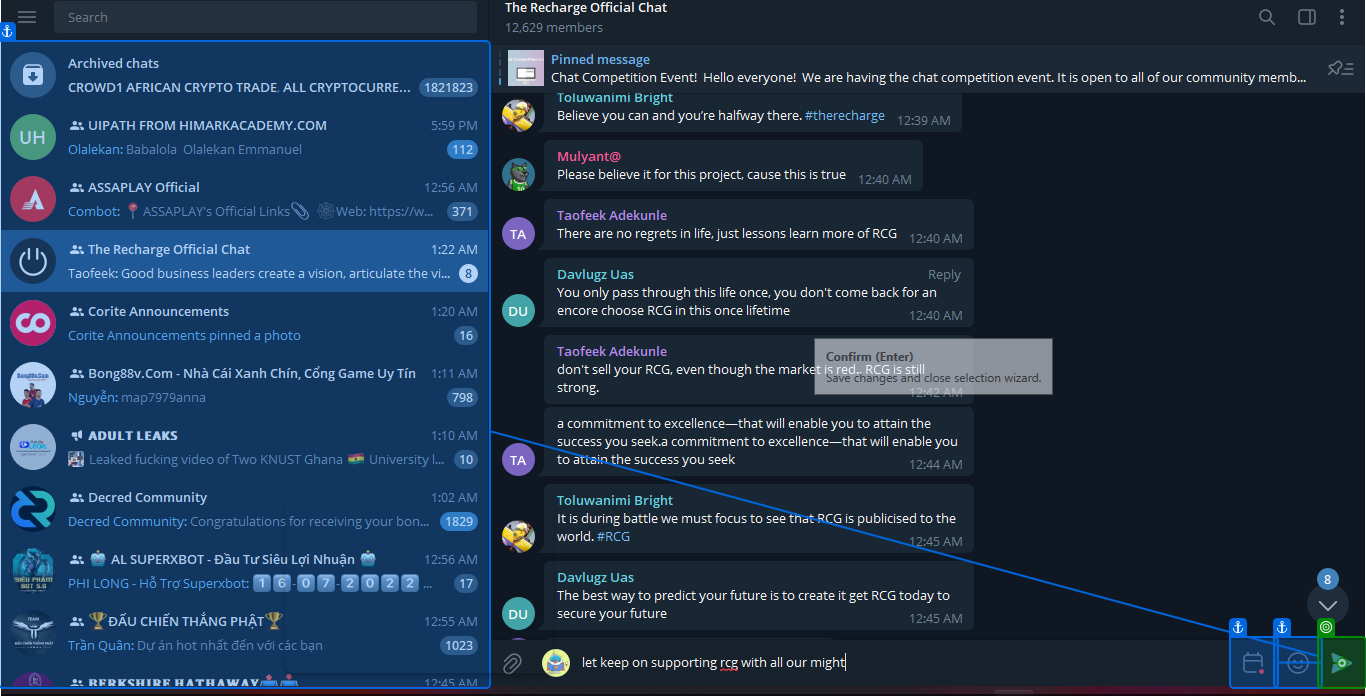 Search
Archived chats
CROWD1 AFRICAN CRYPTO TRADE, ALL CRYPTOCURRE... 1821823
UH
UIPATH FROM HIMARKACADEMY.COM 5:59 PM
Olalekan: Babalola Olalekan Emmanuel 112
ASSAPLAY Official 12:56 AM
Combot: 📍 ASSAPLAY's Official Links📎 🕸Web: https://w... 371
The Recharge Official Chat 1:22 AM
Taofeek: Good business leaders create a vision, articulate the vi... 8
Corite Announcements 1:20 AM
Corite Announcements pinned a photo 16
Bong88v.Com - Nhà Cái Xanh Chín, Cổng Game Uy Tín 1:11 AM
Nguyễn: map7979anna 798
ADULT LEAKS 1:10 AM
Leaked fucking video of Two KNUST Ghana 🇬🇭 University l... 10
Decred Community 1:02 AM
Decred Community: Congratulations for receiving your bon... 1829
🤖 AL SUPERXBOT - Đầu Tư Siêu Lợi Nhuận 🤖 12:56 AM
PHI LONG - Hỗ Trợ Superxbot: 1️⃣6️⃣-0️⃣7️⃣-2️⃣0️⃣2️⃣2️⃣ ... 17
🏆ĐẤU CHIẾN THẮNG PHẬT🏆 12:55 AM
Trần Quân: Dự án hot nhất đến với các bạn 1023
BERKSHIRE HATHAWAY 12:45 AM
The Recharge Official Chat
12,629 members
Pinned message
Chat Competition Event! Hello everyone! We are having the chat competition event. It is open to all of our community memb...
Toluwanimi Bright
Believe you can and you’re halfway there. #therecharge 12:39 AM
Mulyant@
Please believe it for this project, cause this is true 12:40 AM
Taofeek Adekunle
TA
There are no regrets in life, just lessons learn more of RCG 12:40 AM
Davlugz Uas Reply
You only pass through this life once, you don't come back for an
encore choose RCG in this once lifetime 12:40 AM
DU
Taofeek Adekunle
don't sell your RCG, even though the market is red.. RCG is still
strong. 12:42 AM
Confirm (Enter)
Save changes and close selection wizard.
a commitment to excellence—that will enable you to attain the
success you seek.a commitment to excellence—that will enable you
to attain the success you seek 12:44 AM
TA
Toluwanimi Bright
It is during battle we must focus to see that RCG is publicised to the
world. #RCG 12:45 AM
Davlugz Uas
The best way to predict your future is to create it get RCG today to
secure your future 12:45 AM
DU
8
let keep on supporting rcg with all our might